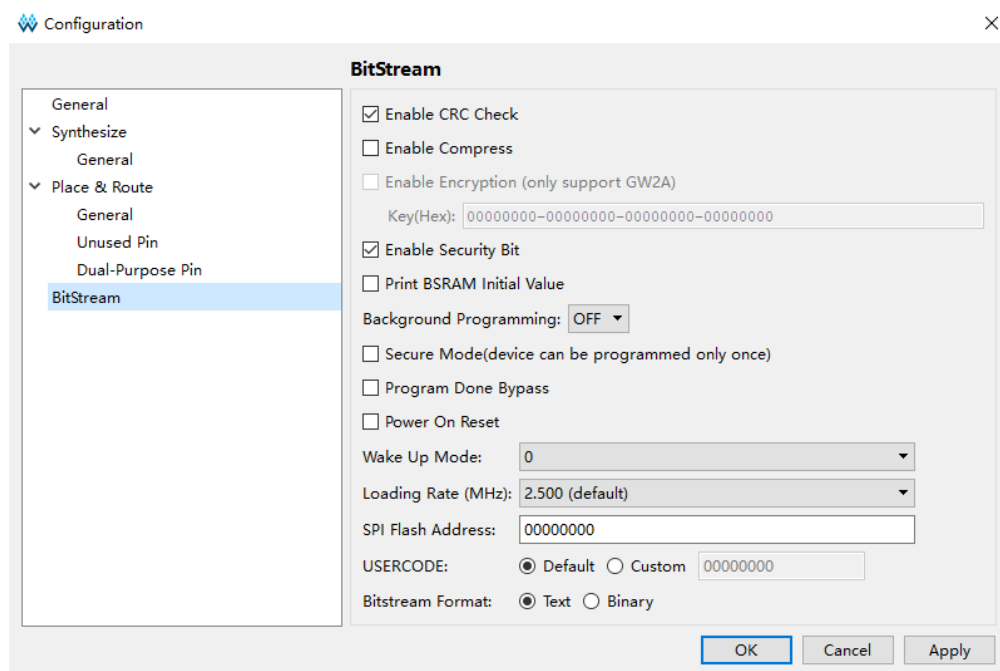 Configuration
BitStream
General
Synthesize
General
Place & Route
General
Unused Pin
Dual-Purpose Pin
BitStream
Enable CRC Check
Enable Compress
Enable Encryption (only support GW2A)
Key(Hex): 00000000-00000000-00000000-00000000
Enable Security Bit
Print BSRAM Initial Value
Background Programming: OFF
Secure Mode(device can be programmed only once)
Program Done Bypass
Power On Reset
Wake Up Mode: 0
Loading Rate (MHz): 2.500 (default)
SPI Flash Address: 00000000
USERCODE: Default Custom 00000000
Bitstream Format: Text Binary
OK Cancel Apply